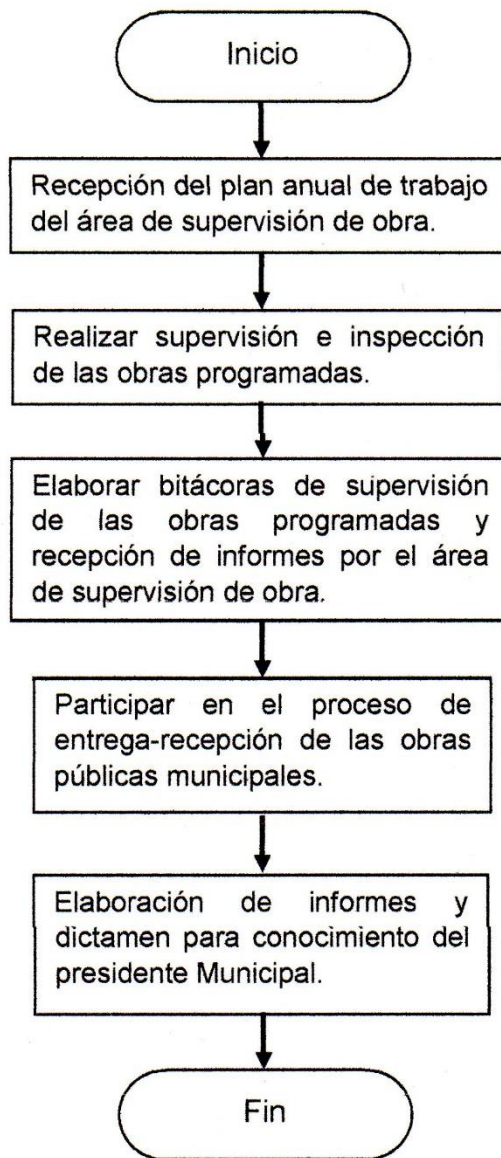 Inicio
Recepción del plan anual de trabajo
del área de supervisión de obra.
Realizar supervisión e inspección
de las obras programadas.
Elaborar bitácoras de supervisión
de las obras programadas y
recepción de informes por el área
de supervisión de obra.
Participar en el proceso de
entrega-recepción de las obras
públicas municipales.
Elaboración de informes y
dictamen para conocimiento del
presidente Municipal.
Fin